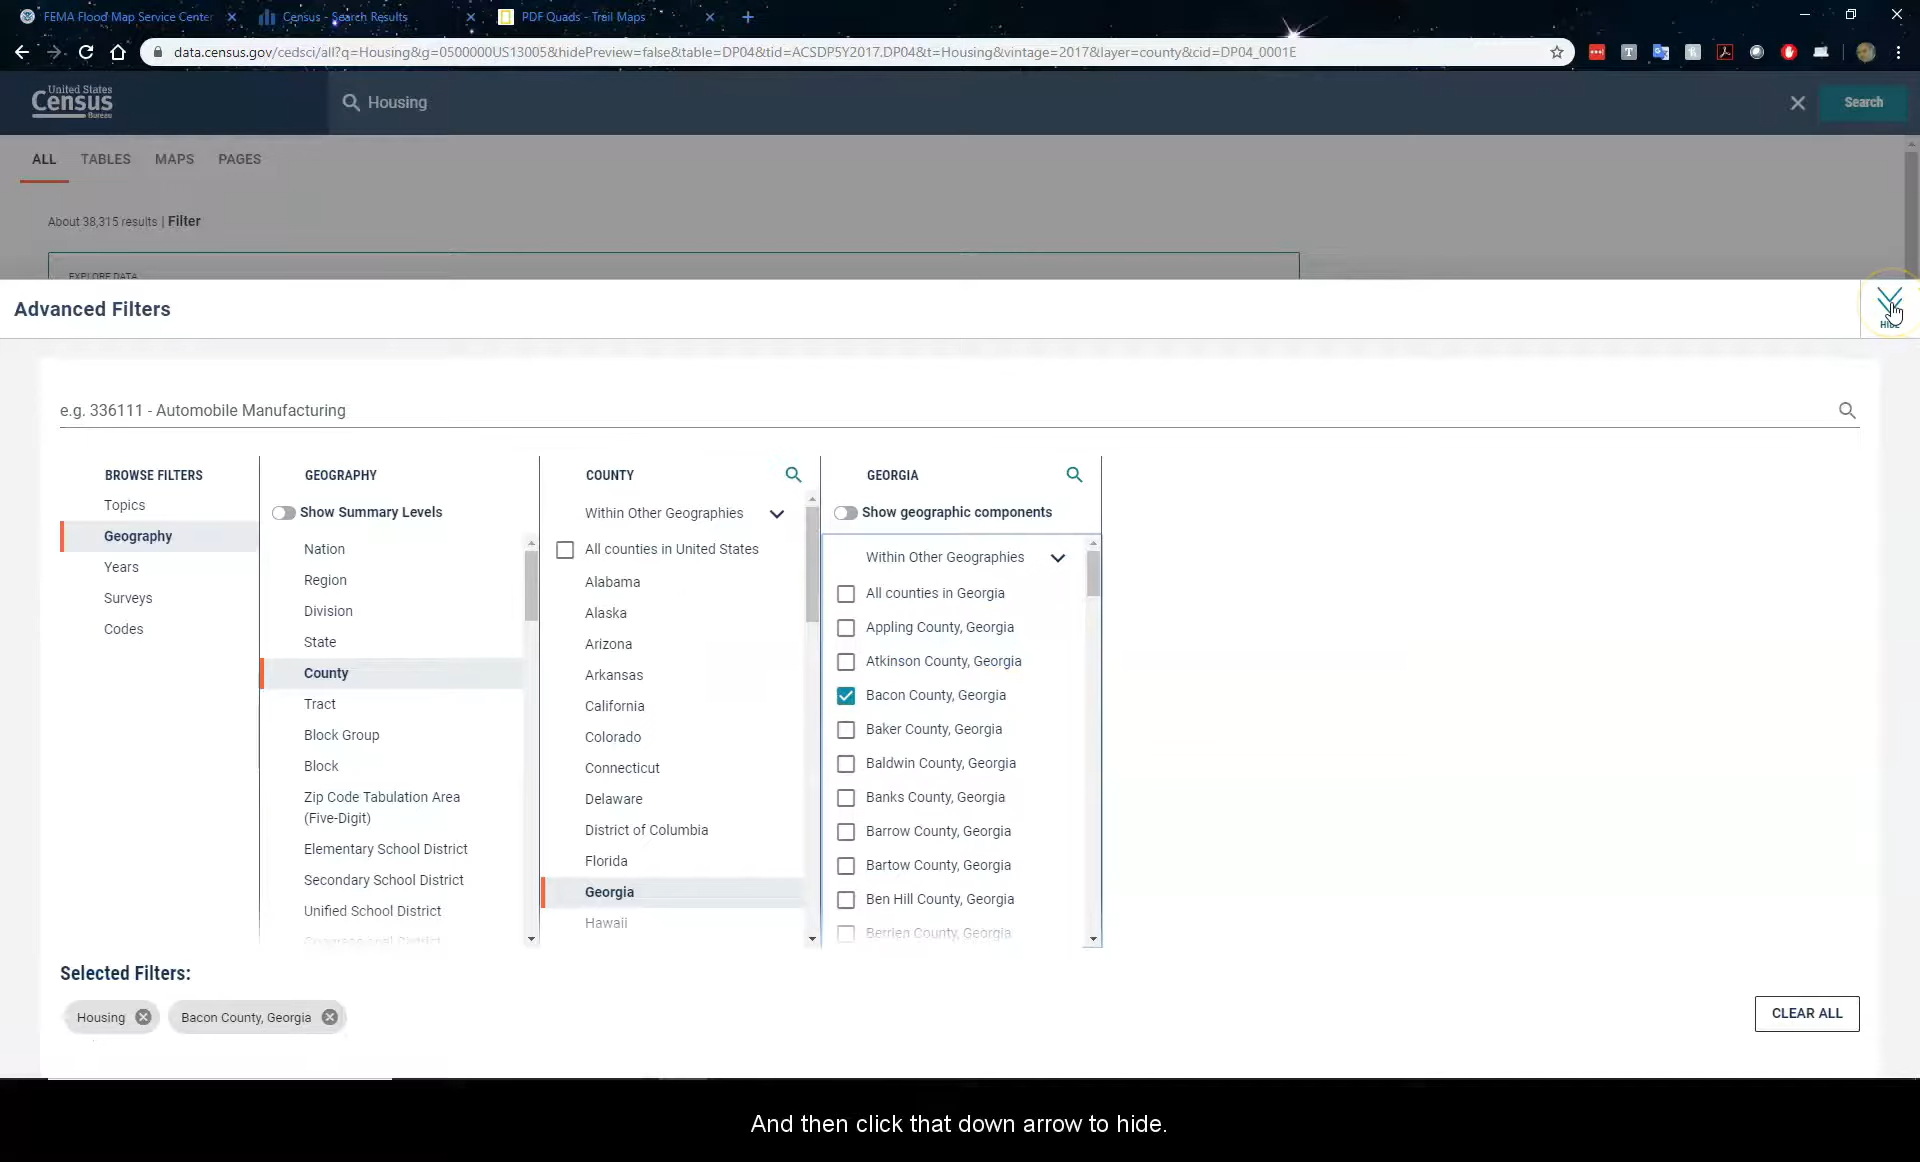 FEMA Flood Map Service Center
Census - Search Results
PDF Quads - Trail Maps
data.census.gov/cedsci/all?q=Housing&g=0500000US13005&hidePreview=false&table=DP04&tid=ACSDP5Y2017.DP04&t=Housing&vintage=2017&layer=county&cid=DP04_0001E
United States
Census
Bureau
Housing
Search
ALL TABLES MAPS PAGES
About 38,315 results | Filter
EXPLORE DATA
Advanced Filters
HIDE
e.g. 336111 - Automobile Manufacturing
BROWSE FILTERS
Topics
Geography
Years
Surveys
Codes
GEOGRAPHY
Show Summary Levels
Nation
Region
Division
State
County
Tract
Block Group
Block
Zip Code Tabulation Area
(Five-Digit)
Elementary School District
Secondary School District
Unified School District
Congressional District
COUNTY
Within Other Geographies
All counties in United States
Alabama
Alaska
Arizona
Arkansas
California
Colorado
Connecticut
Delaware
District of Columbia
Florida
Georgia
Hawaii
GEORGIA
Show geographic components
Within Other Geographies
All counties in Georgia
Appling County, Georgia
Atkinson County, Georgia
Bacon County, Georgia
Baker County, Georgia
Baldwin County, Georgia
Banks County, Georgia
Barrow County, Georgia
Bartow County, Georgia
Ben Hill County, Georgia
Berrien County, Georgia
Selected Filters:
Housing
Bacon County, Georgia
CLEAR ALL
And then click that down arrow to hide.